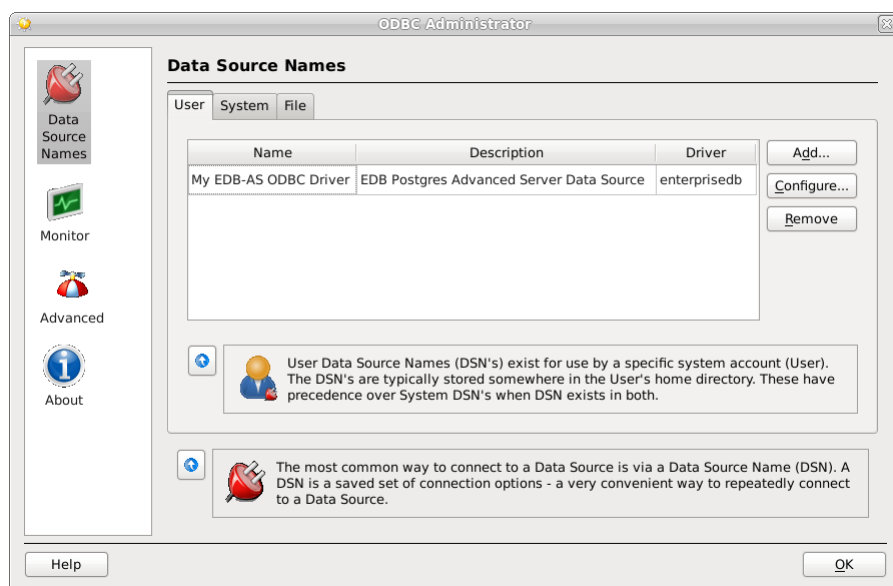 ODBC Administrator
Data
Source
Names
Monitor
Advanced
About
Data Source Names
User System File
Name Description Driver
My EDB-AS ODBC Driver EDB Postgres Advanced Server Data Source enterprisedb
Add...
Configure...
Remove
User Data Source Names (DSN's) exist for use by a specific system account (User).
The DSN's are typically stored somewhere in the User's home directory. These have
precedence over System DSN's when DSN exists in both.
The most common way to connect to a Data Source is via a Data Source Name (DSN). A
DSN is a saved set of connection options - a very convenient way to repeatedly connect
to a Data Source.
Help
OK